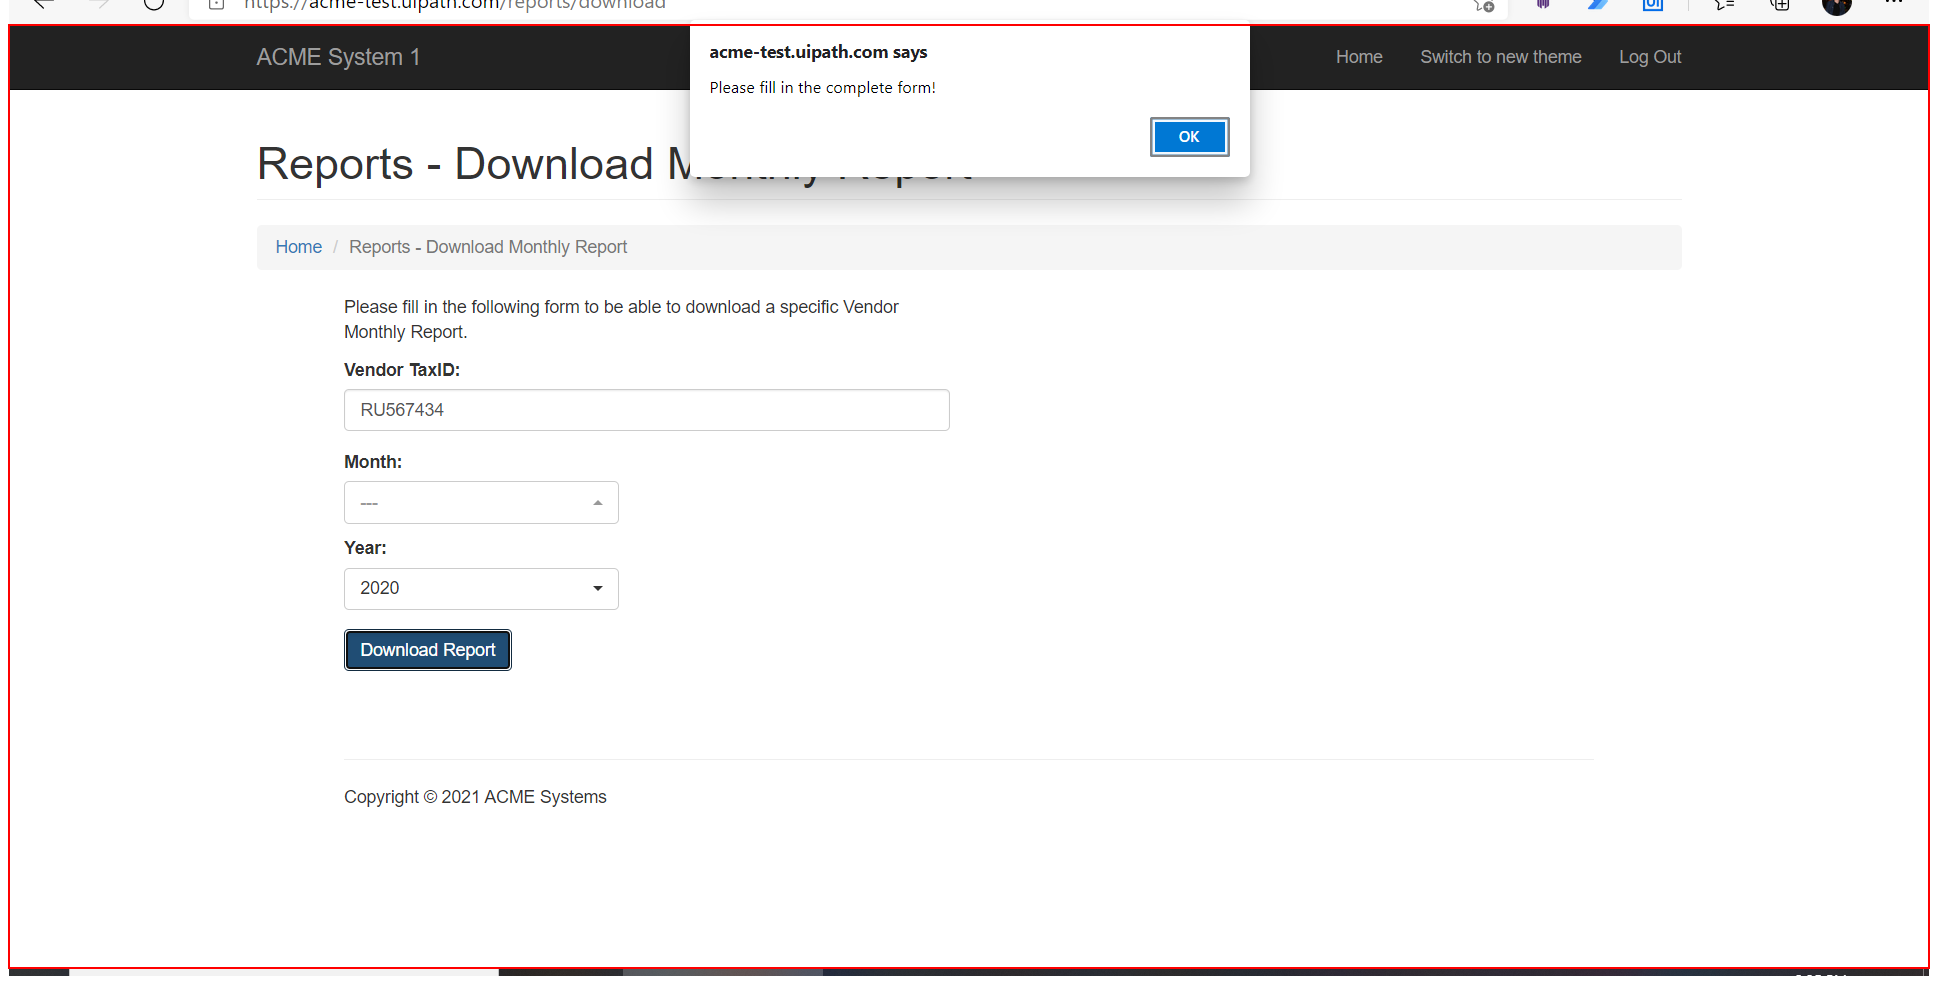 https://acme-test.uipath.com/reports/download
ACME System 1
Home
Switch to new theme
Log Out
acme-test.uipath.com says
Please fill in the complete form!
OK
Reports - Download Monthly Report
Home / Reports - Download Monthly Report
Please fill in the following form to be able to download a specific Vendor
Monthly Report.
Vendor TaxID:
RU567434
Month:
---
Year:
2020
Download Report
Copyright © 2021 ACME Systems